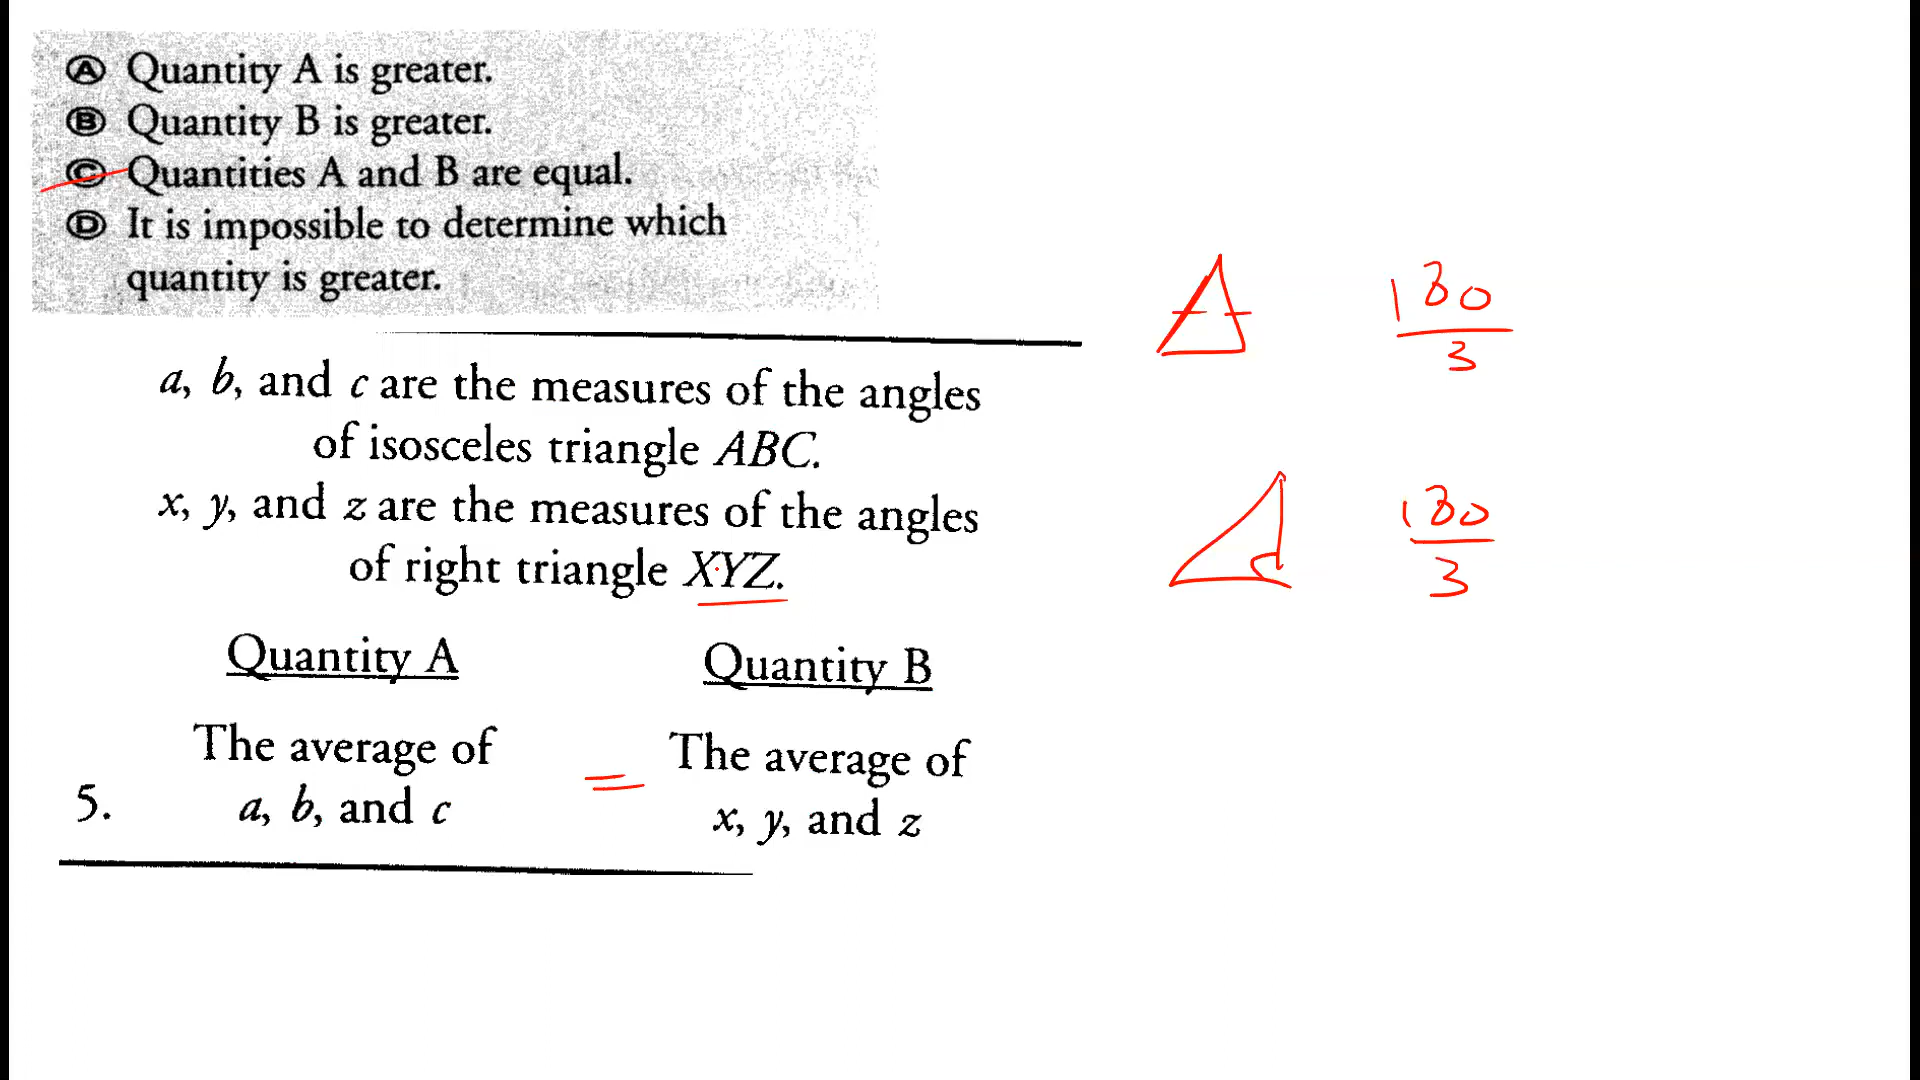 A Quantity A is greater.
B Quantity B is greater.
C Quantities A and B are equal.
D It is impossible to determine which
quantity is greater.
a, b, and c are the measures of the angles
of isosceles triangle ABC.
x, y, and z are the measures of the angles
of right triangle XYZ.
Quantity A
Quantity B
The average of
a, b, and c
=
The average of
x, y, and z
5.
180
3
180
3